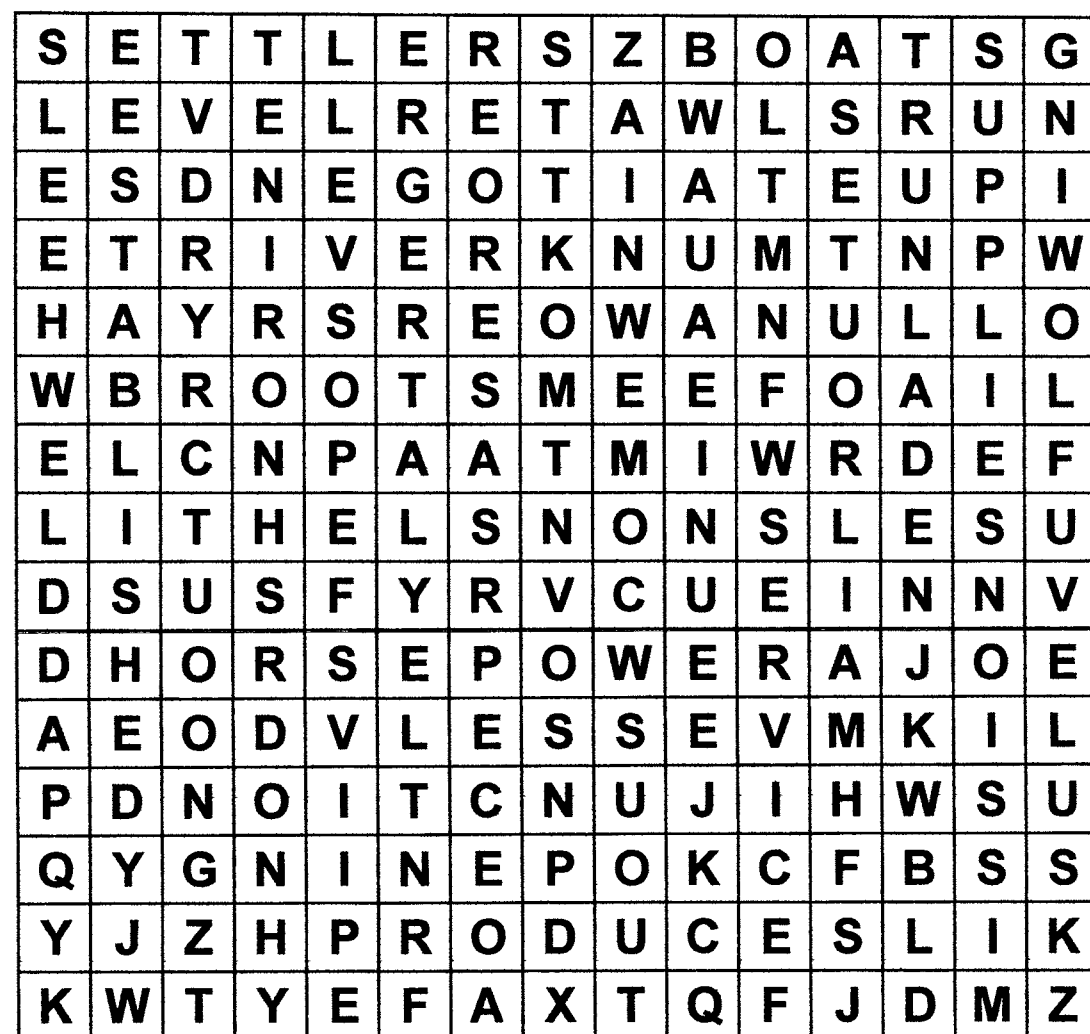 S E T T L E R S Z B O A T S G
L E V E L R E T A W L S R U N
E S D N E G O T I A T E U P I
E T R I V E R K N U M T N P W
H A Y R S R E O W A N U L L O
W B R O O T S M E E F O A I L
E L C N P A A T M I W R D E F
L I T H E L S N O N S L E S U
D S U S F Y R V C U E I N N V
D H O R S E P O W E R A J O E
A E O D V L E S S E V M K I L
P D N O I T C N U J I H W S U
Q Y G N I N E P O K C F B S S
Y J Z H P R O D U C E S L I K
K W T Y E F A X T Q F J D M Z